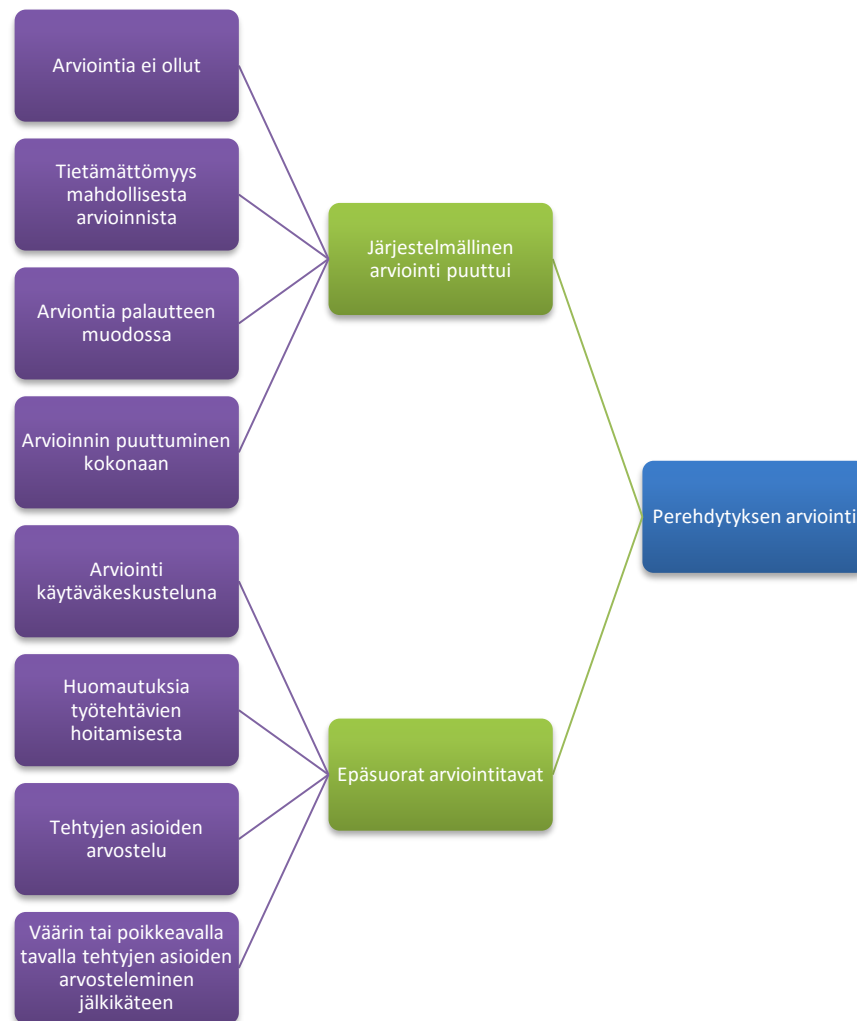 Arviointia ei ollut
Tietämättömyys
mahdollisesta
arvioinnista
Arviontia palautteen
muodossa
Arvioinnin puuttuminen
kokonaan
Arviointi
käytäväkeskusteluna
Huomautuksia
työtehtävien
hoitamisesta
Tehtyjen asioiden
arvostelu
Väärin tai poikkeavalla
tavalla tehtyjen asioiden
arvosteleminen
jälkikäteen
Järjestelmällinen
arviointi puuttui
Epäsuorat arviointitavat
Perehdytyksen arviointi